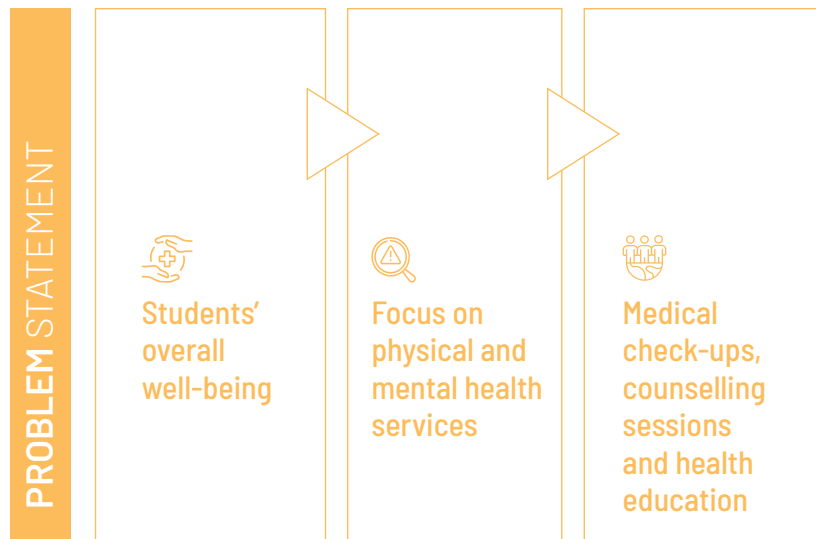 PROBLEM STATEMENT
Students’
overall
well-being
Focus on
physical and
mental health
services
Medical
check-ups,
counselling
sessions
and health
education